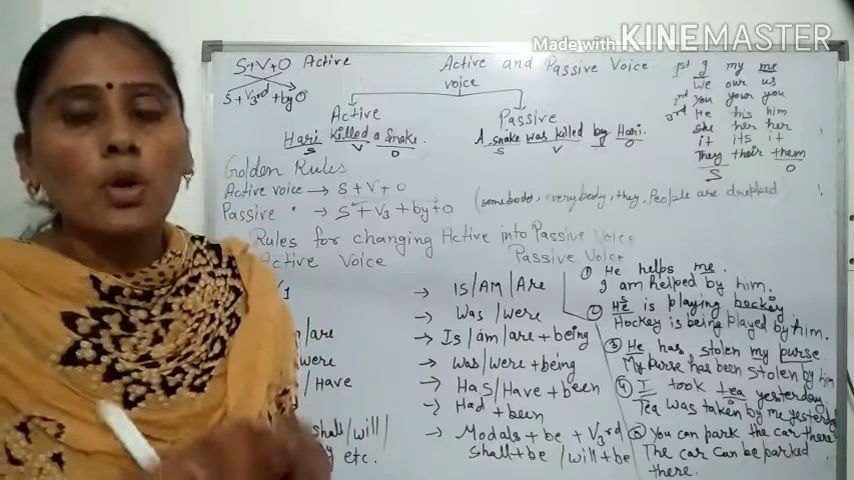 Made with KINEMASTER
S+V+O Active
S+V3rd+by O
Active and Passive Voice.
voice
Active
Hari killed a Snake.
S V O
Passive
A snake was killed by Hari.
S V O
1st I my me
We our us
2nd You your you
3rd He his him
She her her
it its it
They their them
S O
Golden Rules
Active voice → S + V + O
Passive " → S + V3 + by + O
(somebody, everybody, they, People are dropped
Rules for changing Active into Passive Voice
Active Voice
Passive Voice
V1 → Is/Am/Are
→ Was/were
/are → Is/am/are + being
were → Was/were + being
/Have → Has/Have + been
→ Had + been
shall/will/ → Modals + be + V3rd
etc. shall+be /will+be
① He helps me.
I am helped by him.
② He is playing hockey
S O
Hockey is being played by him.
③ He has stolen my purse
My purse has been stolen by him
④ I took tea yesterday
O
Tea was taken by me yesterday
⑤ You can park the car there
The car can be parked
there.